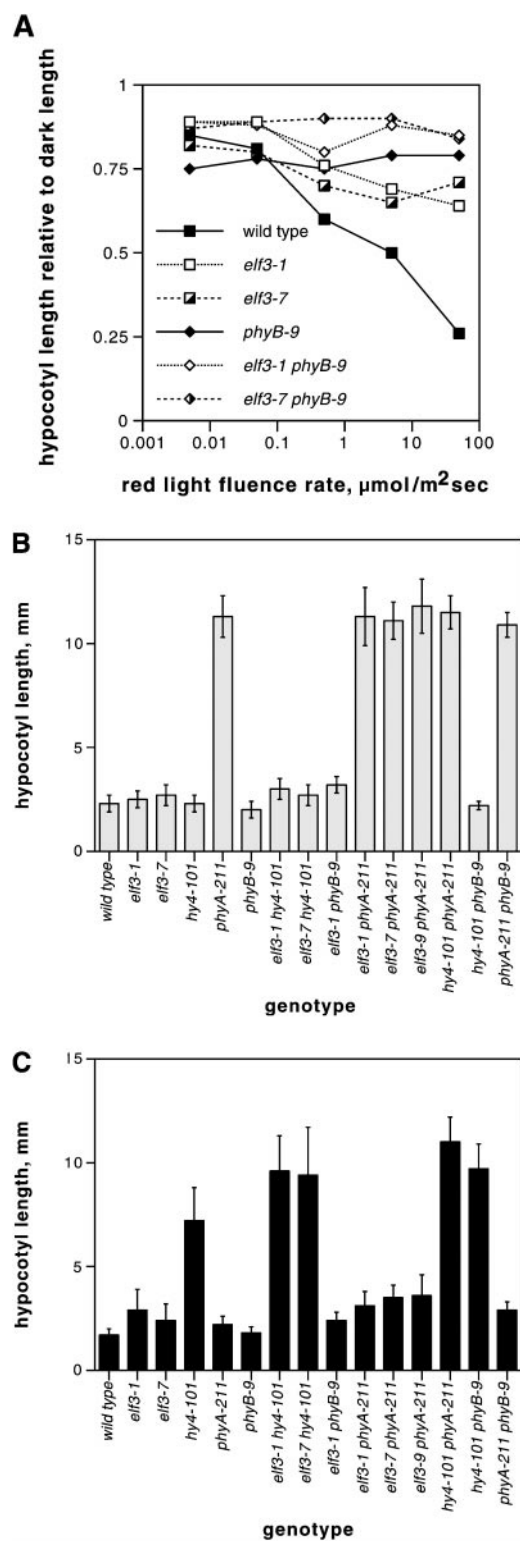 A
hypocotyl length relative to dark length
1
0.75
0.5
0.25
0
wild type
elf3-1
elf3-7
phyB-9
elf3-1 phyB-9
elf3-7 phyB-9
0.001 0.01 0.1 1 10 100
red light fluence rate, µmol/m² sec
B
hypocotyl length, mm
15
10
5
0
wild type
elf3-1
elf3-7
hy4-101
phyA-211
phyB-9
elf3-1 hy4-101
elf3-7 hy4-101
elf3-1 phyB-9
elf3-1 phyA-211
elf3-7 phyA-211
elf3-9 phyA-211
hy4-101 phyA-211
hy4-101 phyB-9
phyA-211 phyB-9
genotype
C
hypocotyl length, mm
15
10
5
0
wild type
elf3-1
elf3-7
hy4-101
phyA-211
phyB-9
elf3-1 hy4-101
elf3-7 hy4-101
elf3-1 phyB-9
elf3-1 phyA-211
elf3-7 phyA-211
elf3-9 phyA-211
hy4-101 phyA-211
hy4-101 phyB-9
phyA-211 phyB-9
genotype